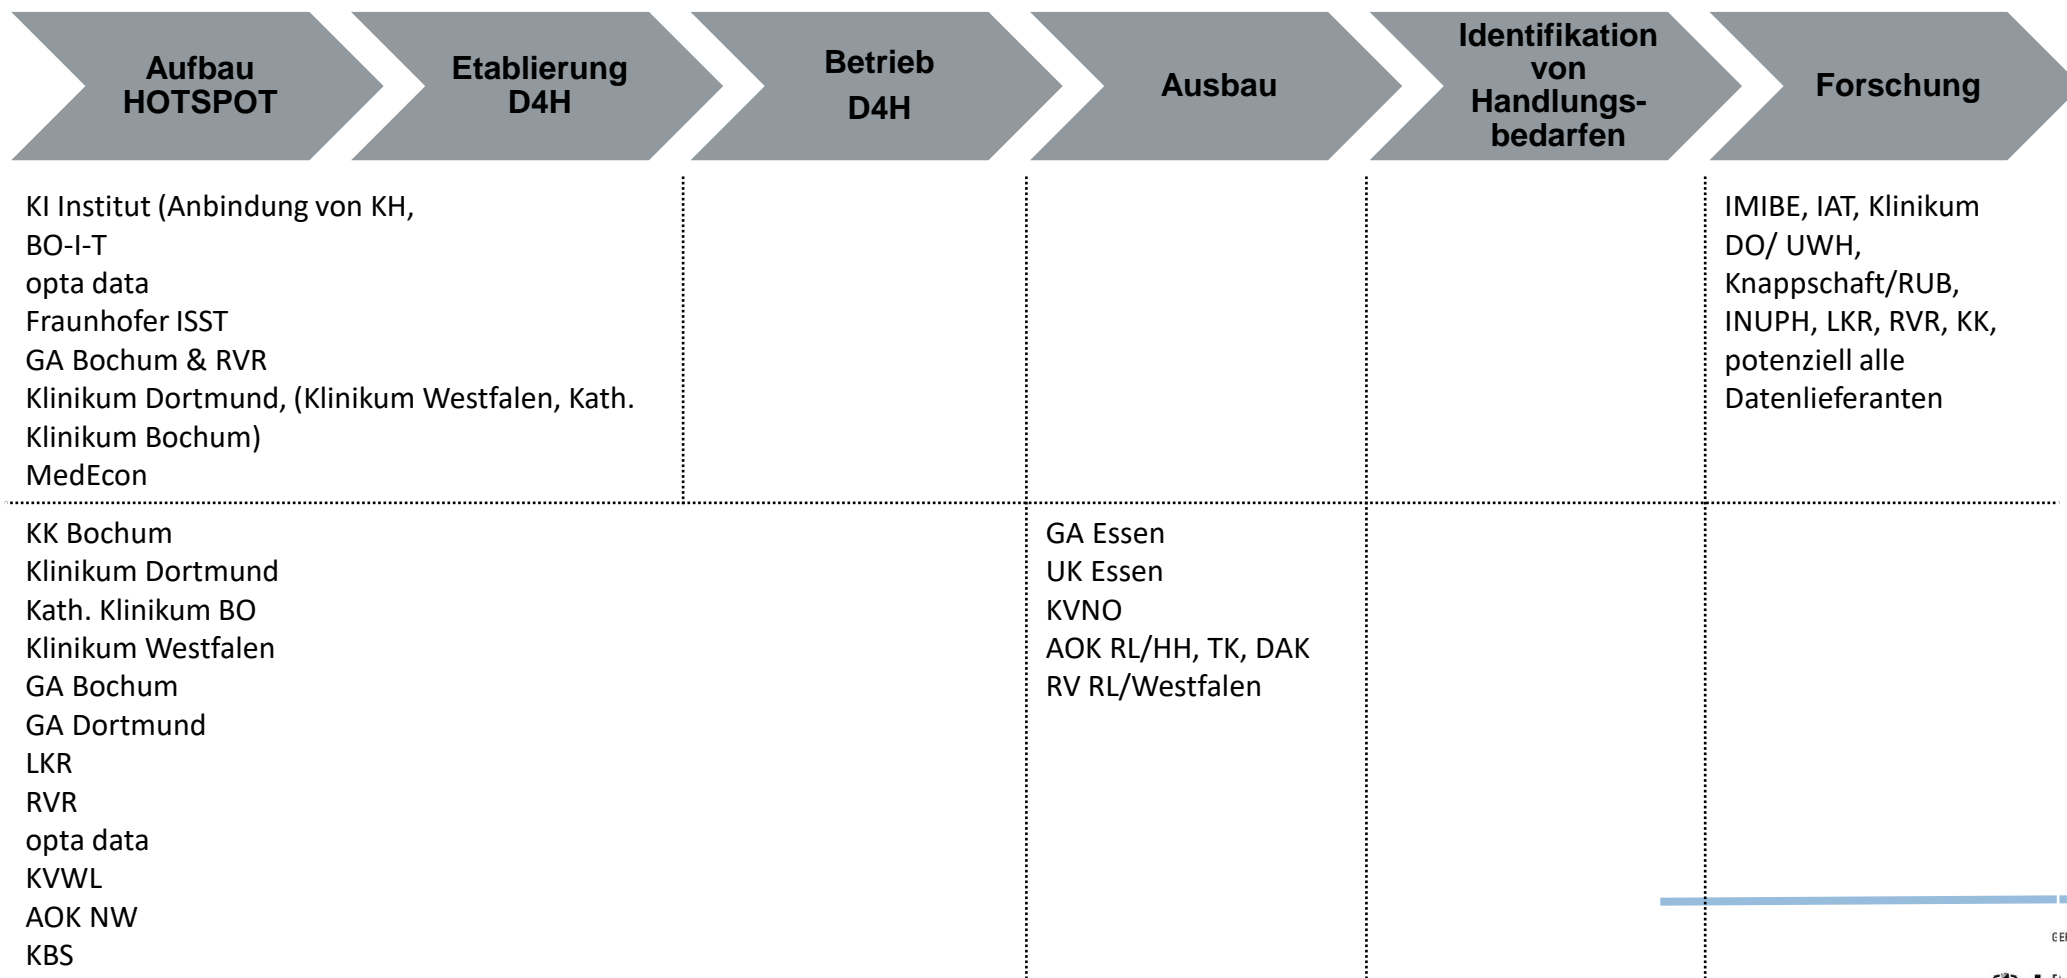 Aufbau
HOTSPOT
Etablierung
D4H
Betrieb
D4H
Ausbau
Identifikation
von
Handlungs-
bedarfen
Forschung
KI Institut (Anbindung von KH,
BO-I-T
opta data
Fraunhofer ISST
GA Bochum & RVR
Klinikum Dortmund, (Klinikum Westfalen, Kath.
Klinikum Bochum)
MedEcon
IMIBE, IAT, Klinikum
DO/ UWH,
Knappschaft/RUB,
INUPH, LKR, RVR, KK,
potenziell alle
Datenlieferanten
KK Bochum
Klinikum Dortmund
Kath. Klinikum BO
Klinikum Westfalen
GA Bochum
GA Dortmund
LKR
RVR
opta data
KVWL
AOK NW
KBS
GA Essen
UK Essen
KVNO
AOK RL/HH, TK, DAK
RV RL/Westfalen